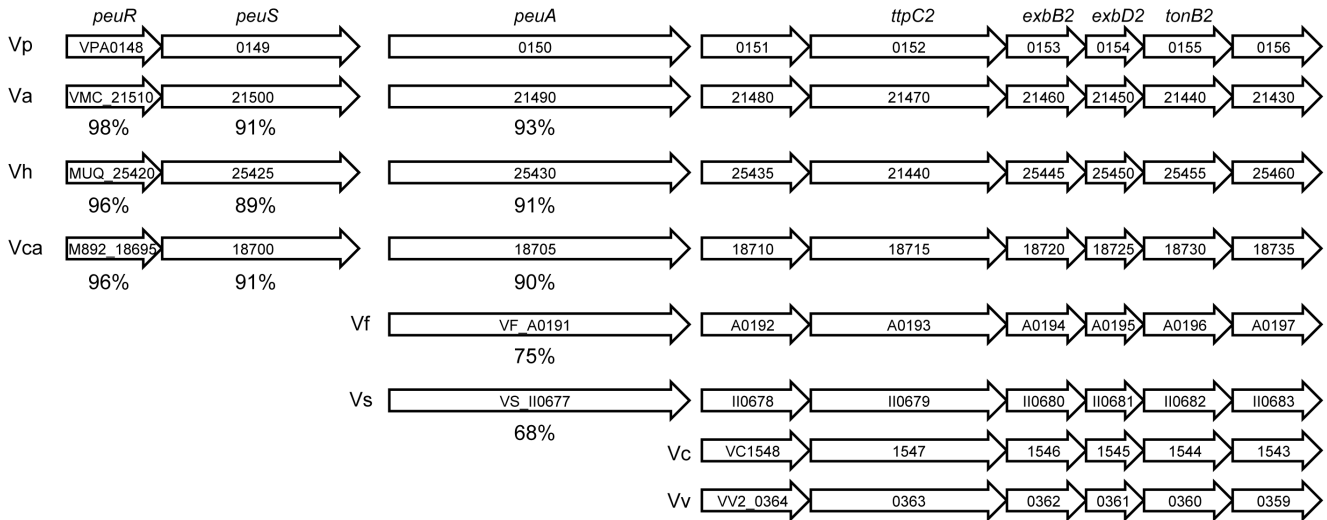 peuR peuS peuA ttpC2 exbB2 exbD2 tonB2
Vp VPA0148 0149 0150 0151 0152 0153 0154 0155 0156
Va VMC_21510 21500 21490 21480 21470 21460 21450 21440 21430
98% 91% 93%
Vh MUQ_25420 25425 25430 25435 21440 25445 25450 25455 25460
96% 89% 91%
Vca M892_18695 18700 18705 18710 18715 18720 18725 18730 18735
96% 91% 90%
Vf VF_A0191 A0192 A0193 A0194 A0195 A0196 A0197
75%
Vs VS_II0677 II0678 II0679 II0680 II0681 II0682 II0683
68%
Vc VC1548 1547 1546 1545 1544 1543
Vv VV2_0364 0363 0362 0361 0360 0359